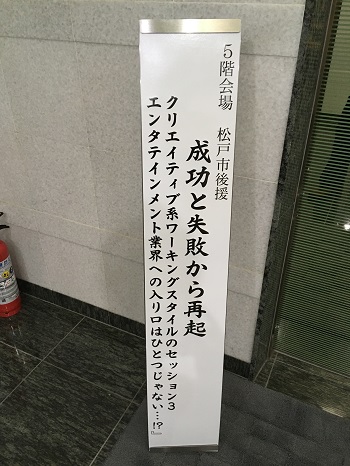 5階会場　松戸市後援
成功と失敗から再起
クリエイティブ系ワーキングスタイルのセッション3
エンタテインメント業界への入り口はひとつじゃない…!?